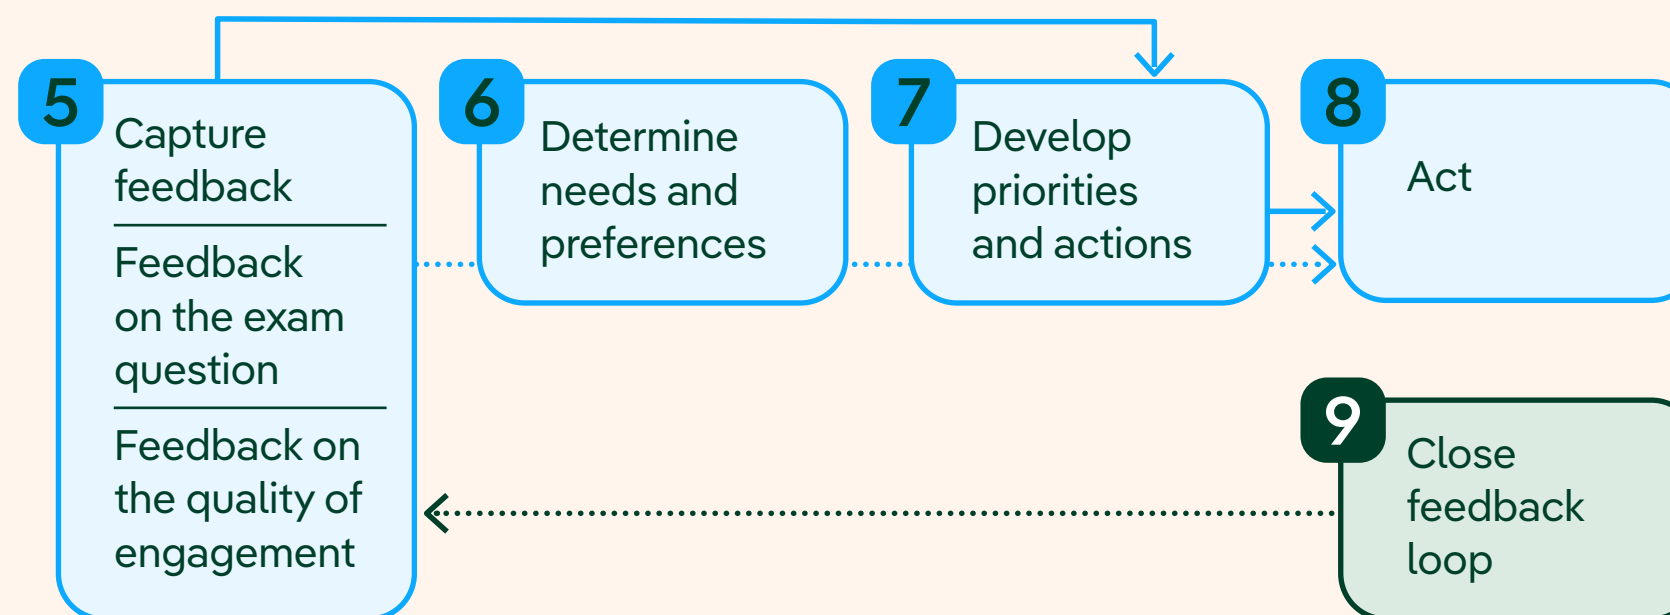 5
Capture
feedback
Feedback
on the exam
question
Feedback on
the quality of
engagement
6
Determine
needs and
preferences
7
Develop
priorities
and actions
8
Act
9
Close
feedback
loop